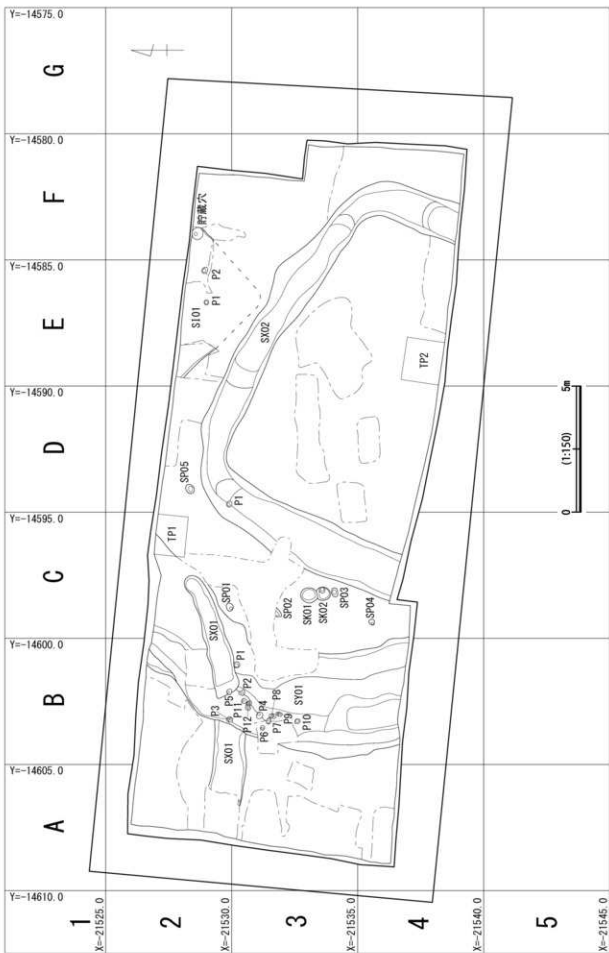 Y=-14575.0
G
Y=-14580.0
F
貯蔵穴
Y=-14585.0
P2
P1
SI01
E
SX02
TP2
Y=-14590.0
D
SP05
P1
5m
(1:150)
0
Y=-14595.0
TP1
C
SP01
SP02
SK01
SK02
SP03
SP04
Y=-14600.0
SX01
P1
B
P3
P5
P2
P11
P12
P4
P8
SY01
P6
P7
P9
P10
SX01
Y=-14605.0
A
Y=-14610.0
1
X=-21525.0
2
X=-21530.0
3
X=-21535.0
4
X=-21540.0
5
X=-21545.0